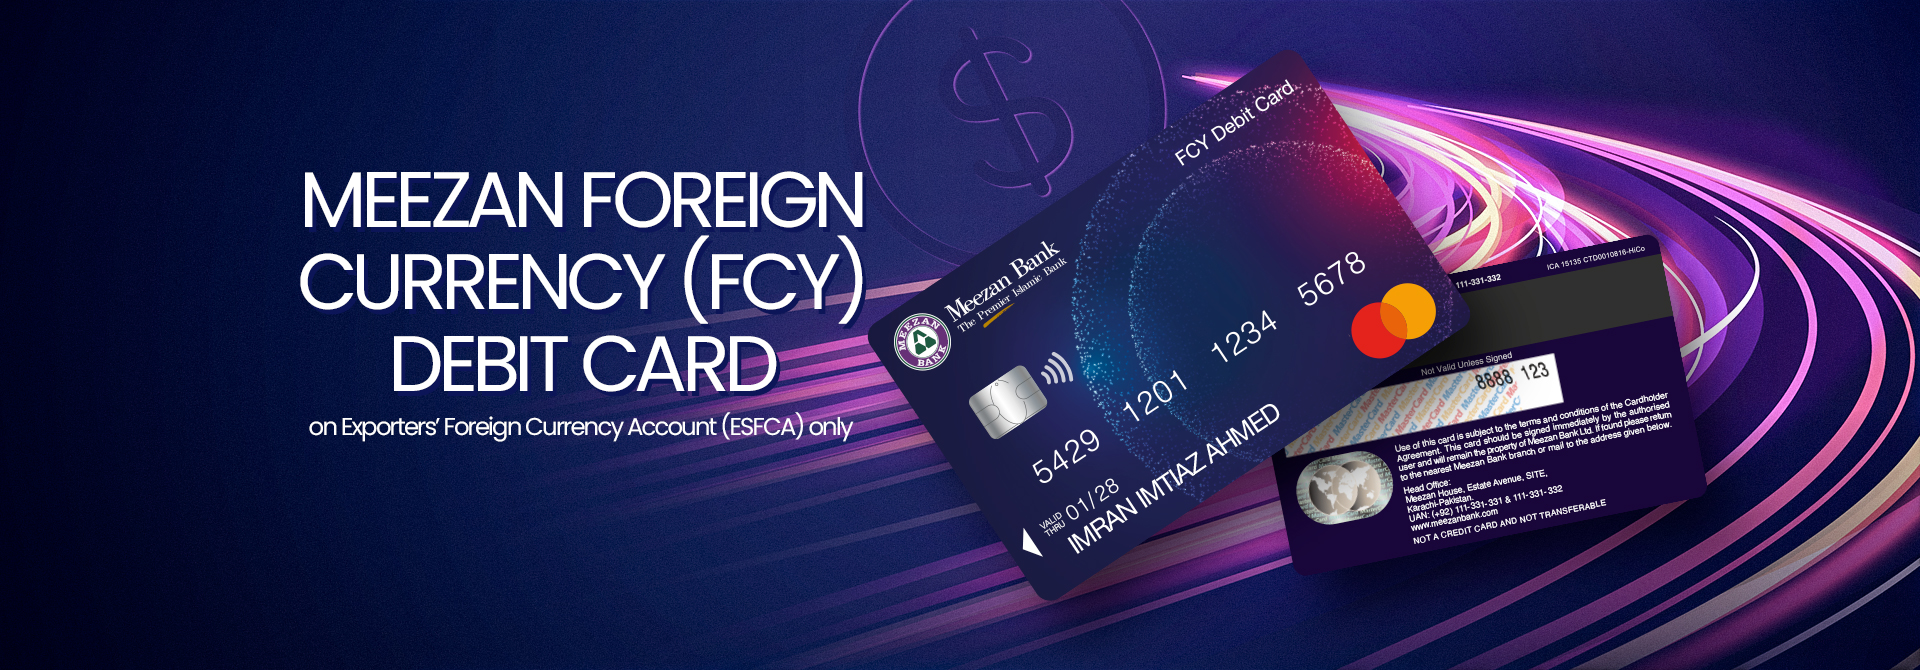 MEEZAN FOREIGN
CURRENCY (FCY)
DEBIT CARD
on Exporters' Foreign Currency Account (ESFCA) only
FCY Debit Card
Meezan Bank
The Premier Islamic Bank
MEEZAN
BANK
5429 1201 1234 5678
VALID
THRU 01/28
IMRAN IMTIAZ AHMED
111-331-332
ICA 15135 CTD0010816-HiCo
Not Valid Unless Signed
8888 123
Use of this card is subject to the terms and conditions of the Cardholder
Agreement. This card should be signed immediately by the authorised
user and will remain the property of Meezan Bank Ltd. If found please return
to the nearest Meezan Bank branch or mail to the address given below.
Head Office:
Meezan House, Estate Avenue, SITE,
Karachi-Pakistan.
UAN: (+92) 111-331-331 & 111-331-332
www.meezanbank.com
NOT A CREDIT CARD AND NOT TRANSFERABLE